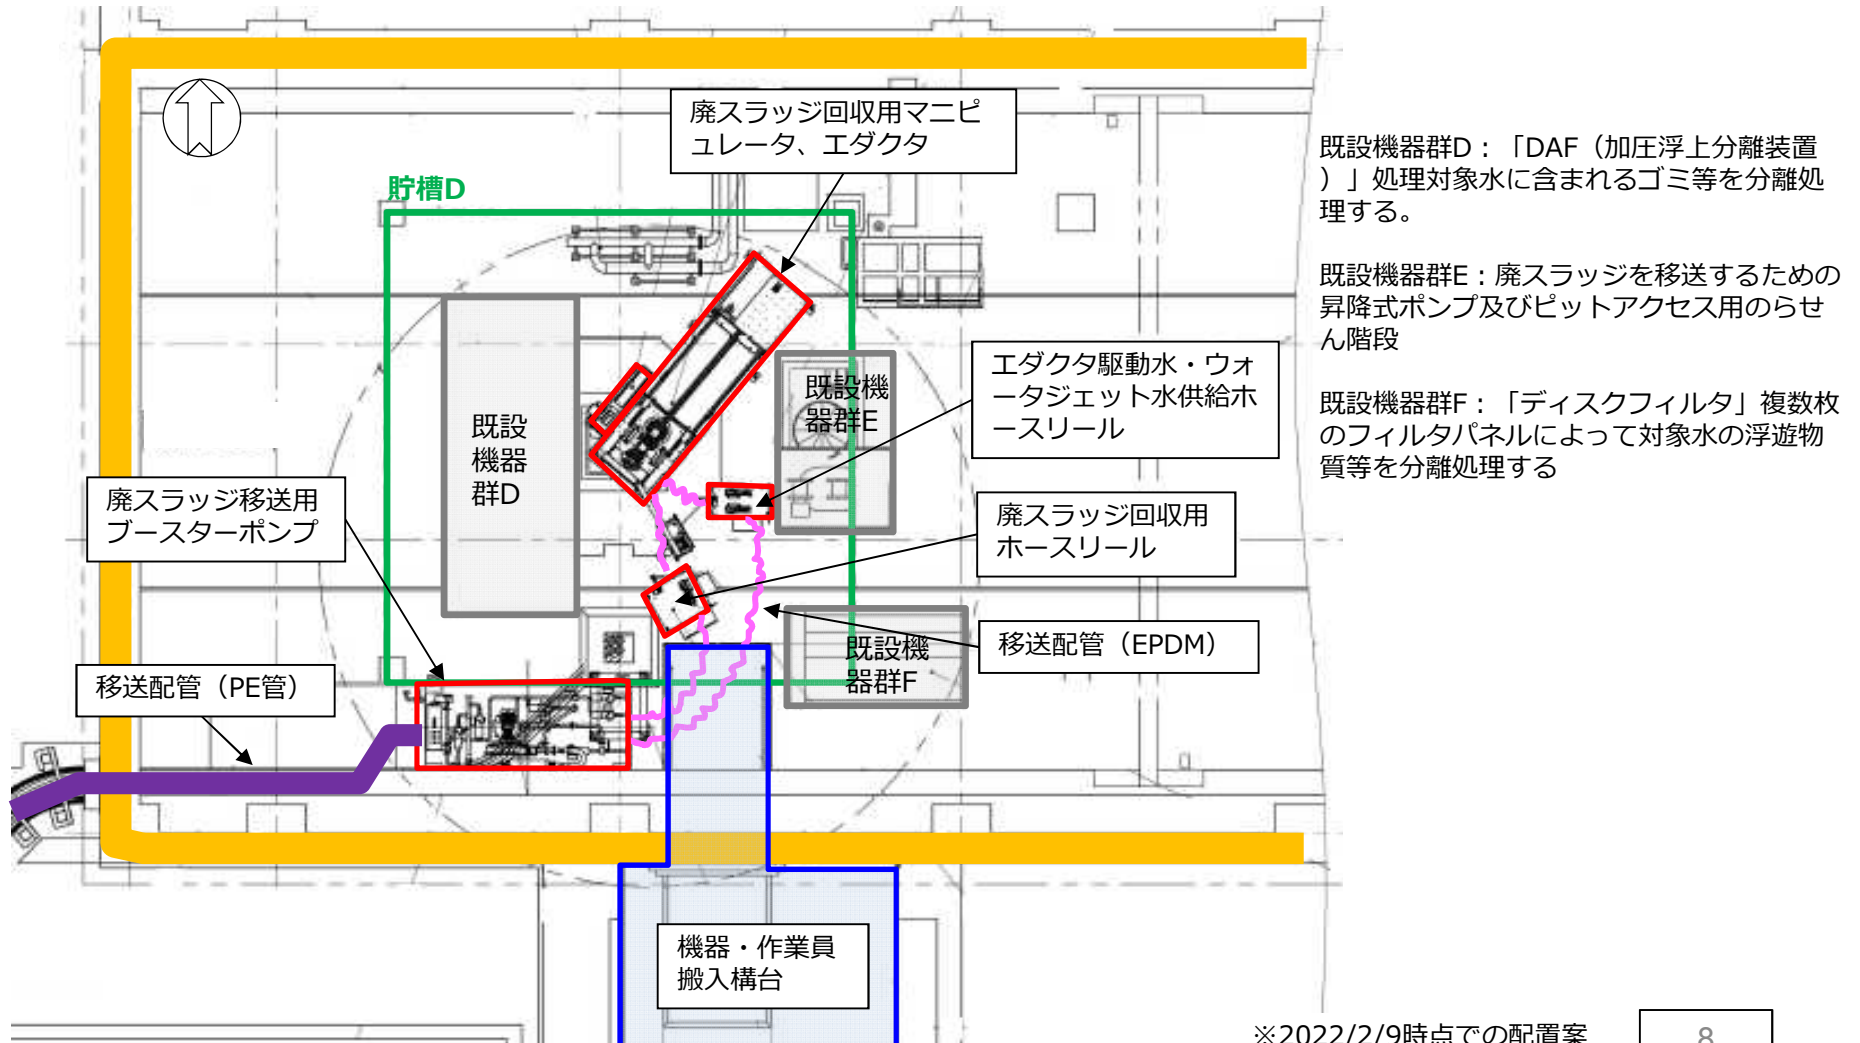 廃スラッジ回収用マニピ
ュレータ、エダクタ
貯槽D
既設機器群D：「DAF（加圧浮上分離装置
）」処理対象水に含まれるゴミ等を分離処
理する。
既設機器群E：廃スラッジを移送するための
昇降式ポンプ及びピットアクセス用のらせ
ん階段
既設機器群F：「ディスクフィルタ」複数枚
のフィルタパネルによって対象水の浮遊物
質等を分離処理する
エダクタ駆動水・ウォ
ータジェット水供給ホ
ースリール
既設機
器群E
既設
機器
群D
廃スラッジ移送用
ブースターポンプ
廃スラッジ回収用
ホースリール
移送配管（EPDM）
既設機
器群F
移送配管（PE管）
機器・作業員
搬入構台
※2022/2/9時点での配置案
8